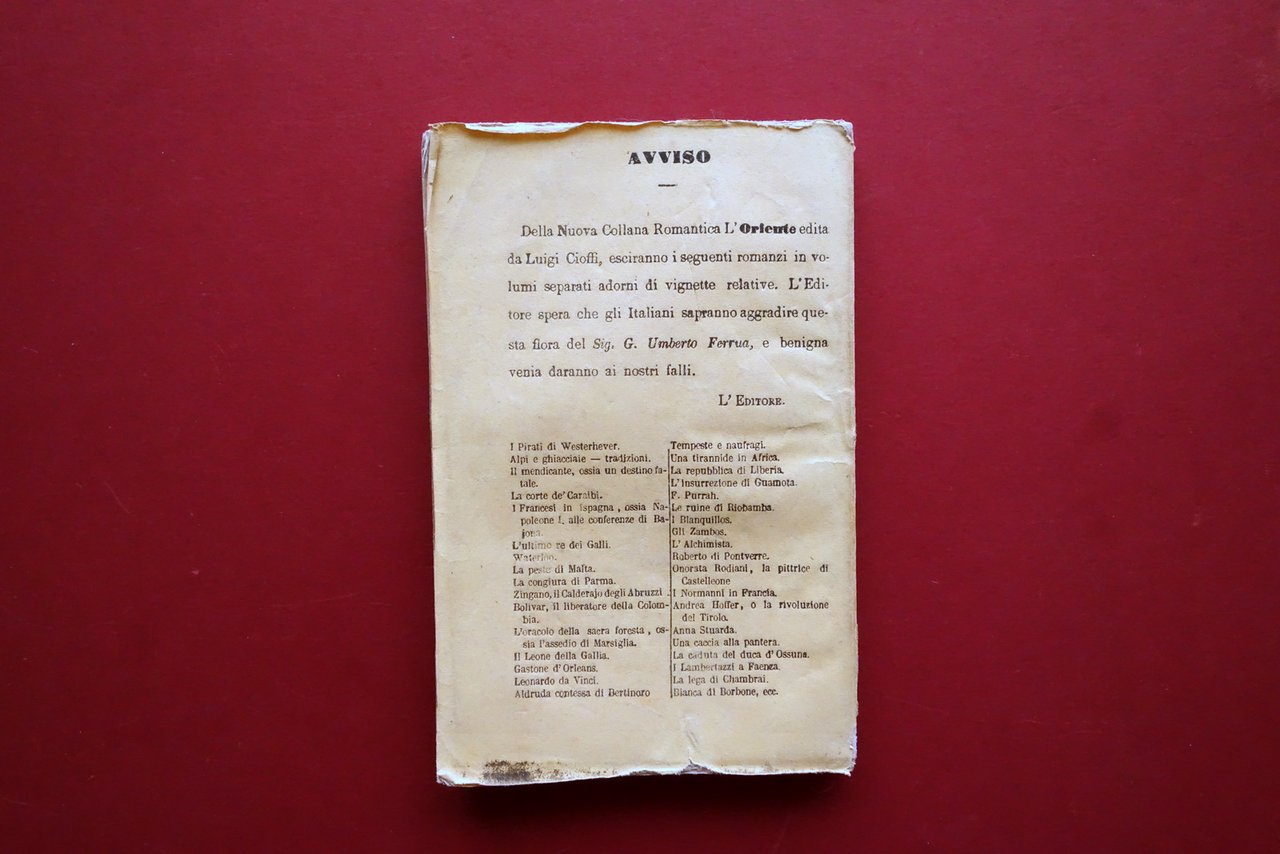 AVVISO
Della Nuova Collana Romantica L'Oriente edita
da Luigi Cioffi, esciranno i seguenti romanzi in vo-
lumi separati adorni di vignette relative. L'Edi-
tore spera che gli Italiani sapranno aggradire que-
sta flora del Sig. G. Umberto Ferrua, e benigna
venia daranno ai nostri falli.
L' EDITORE.
I Pirati di Westerhever.
Alpi e ghiacciaie — tradizioni.
Il mendicante, ossia un destino fa-
tale.
La corte de' Caraibi.
I Francesi in Ispagna, ossia Na-
poleone I. alle conferenze di Ba-
jona.
L'ultimo re dei Galli.
Waterloo.
La peste di Malta.
La congiura di Parma.
Zingano, il Calderajo degli Abruzzi.
Bolivar, il liberatore della Colom-
bia.
L'oracolo della sacra foresta, os-
sia l'assedio di Marsiglia.
Il Leone della Gallia.
Gastone d'Orleans.
Leonardo da Vinci.
Aldruda contessa di Bertinoro
Tempeste e naufragi.
Una tirannide in Africa.
La repubblica di Liberia.
L'insurrezione di Guamota.
F. Purrah.
Le ruine di Riobamba.
I Blanquillos.
Gli Zambos.
L' Alchimista.
Roberto di Pontverre.
Onorata Rodiani, la pittrice di
Castelleone
I Normanni in Francia.
Andrea Hoffer, o la rivoluzione
del Tirolo.
Anna Stuarda.
Una caccia alla pantera.
La caduta del duca d'Ossuna.
I Lambertazzi a Faenza.
La lega di Chambrai.
Bianca di Borbone, ecc.